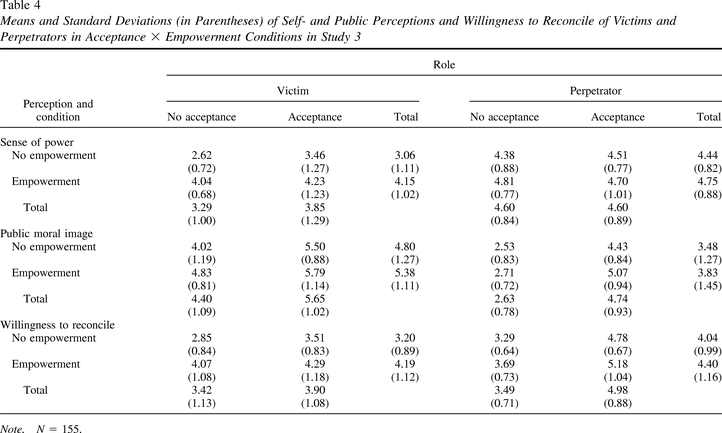 Table 4
Means and Standard Deviations (in Parentheses) of Self- and Public Perceptions and Willingness to Reconcile of Victims and
Perpetrators in Acceptance × Empowerment Conditions in Study 3
Role
Victim Perpetrator
Perception and
condition No acceptance Acceptance Total No acceptance Acceptance Total
Sense of power
No empowerment 2.62 3.46 3.06 4.38 4.51 4.44
(0.72) (1.27) (1.11) (0.88) (0.77) (0.82)
Empowerment 4.04 4.23 4.15 4.81 4.70 4.75
(0.68) (1.23) (1.02) (0.77) (1.01) (0.88)
Total 3.29 3.85 4.60 4.60
(1.00) (1.29) (0.84) (0.89)
Public moral image
No empowerment 4.02 5.50 4.80 2.53 4.43 3.48
(1.19) (0.88) (1.27) (0.83) (0.84) (1.27)
Empowerment 4.83 5.79 5.38 2.71 5.07 3.83
(0.81) (1.14) (1.11) (0.72) (0.94) (1.45)
Total 4.40 5.65 2.63 4.74
(1.09) (1.02) (0.78) (0.93)
Willingness to reconcile
No empowerment 2.85 3.51 3.20 3.29 4.78 4.04
(0.84) (0.83) (0.89) (0.64) (0.67) (0.99)
Empowerment 4.07 4.29 4.19 3.69 5.18 4.40
(1.08) (1.18) (1.12) (0.73) (1.04) (1.16)
Total 3.42 3.90 3.49 4.98
(1.13) (1.08) (0.71) (0.88)
Note. N = 155.